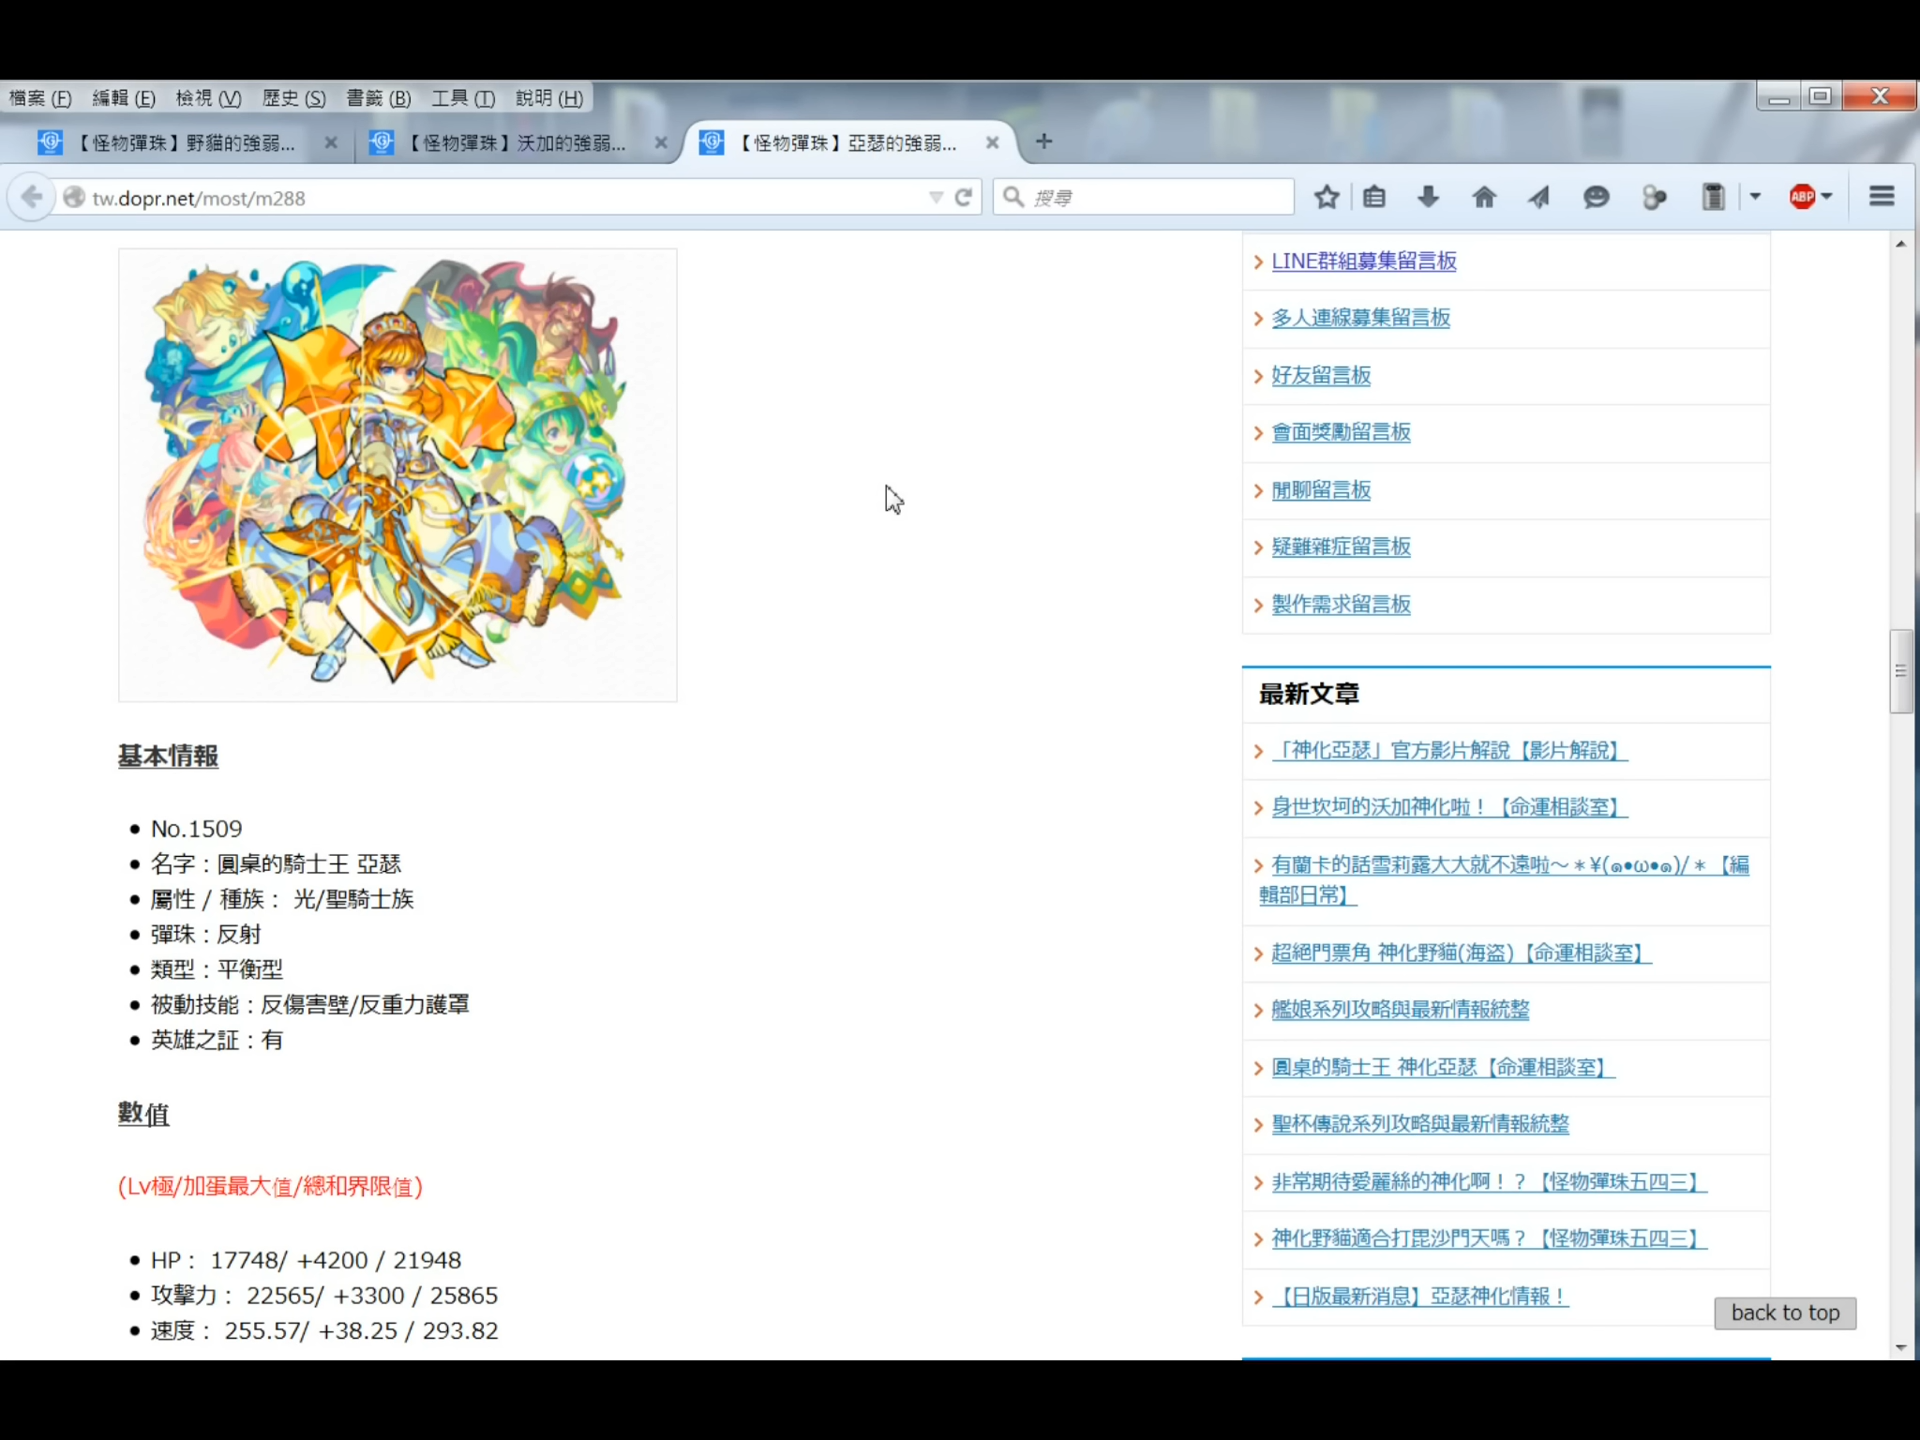 檔案 (F) 編輯 (E) 檢視 (V) 歷史 (S) 書籤 (B) 工具 (T) 說明 (H)
【怪物彈珠】野貓的強弱... 【怪物彈珠】沃加的強弱... 【怪物彈珠】亞瑟的強弱...
tw.dopr.net/most/m288 搜尋 ABP
基本情報
No.1509
名字：圓桌的騎士王 亞瑟
屬性 / 種族： 光/聖騎士族
彈珠：反射
類型：平衡型
被動技能：反傷害壁/反重力護罩
英雄之証：有
數值
(Lv極/加蛋最大值/總和界限值)
HP： 17748/ +4200 / 21948
攻擊力： 22565/ +3300 / 25865
速度： 255.57/ +38.25 / 293.82
LINE群組募集留言板
多人連線募集留言板
好友留言板
會面獎勵留言板
閒聊留言板
疑難雜症留言板
製作需求留言板
最新文章
「神化亞瑟」官方影片解說【影片解說】
身世坎坷的沃加神化啦！【命運相談室】
有蘭卡的話雪莉露大大就不遠啦～＊¥(๑•ω•๑)/＊【編
輯部日常】
超絕門票角 神化野貓(海盜)【命運相談室】
艦娘系列攻略與最新情報統整
圓桌的騎士王 神化亞瑟【命運相談室】
聖杯傳說系列攻略與最新情報統整
非常期待愛麗絲的神化啊！？【怪物彈珠五四三】
神化野貓適合打毘沙門天嗎？【怪物彈珠五四三】
【日版最新消息】亞瑟神化情報！
back to top